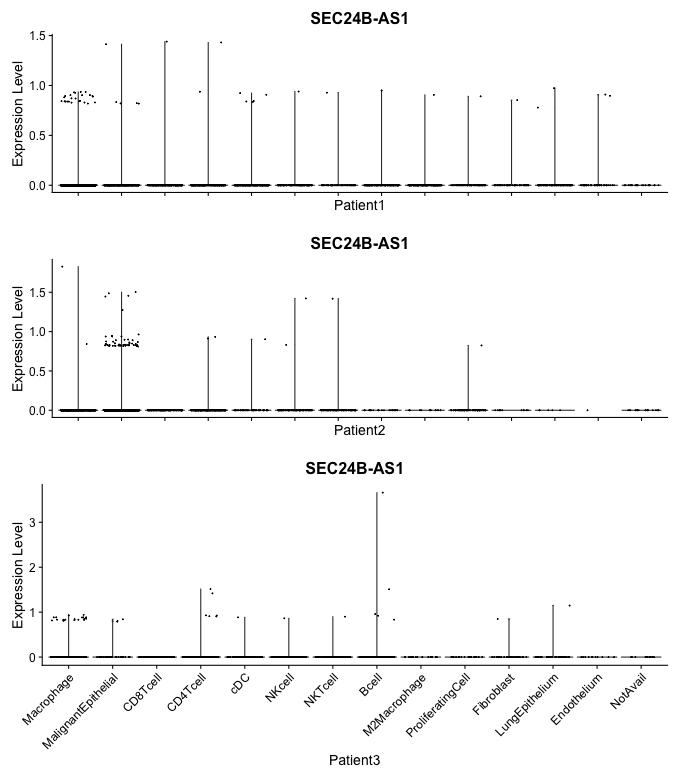 SEC24B-AS1
Expression Level
1.5
1.0
0.5
0.0
Patient1
SEC24B-AS1
Expression Level
1.5
1.0
0.5
0.0
Patient2
SEC24B-AS1
Expression Level
3
2
1
0
Macrophage
MalignantEpithelial
CD8Tcell
CD4Tcell
cDC
NKcell
NKTcell
Bcell
M2Macrophage
ProliferatingCell
Fibroblast
LungEpithelium
Endothelium
NotAvail
Patient3